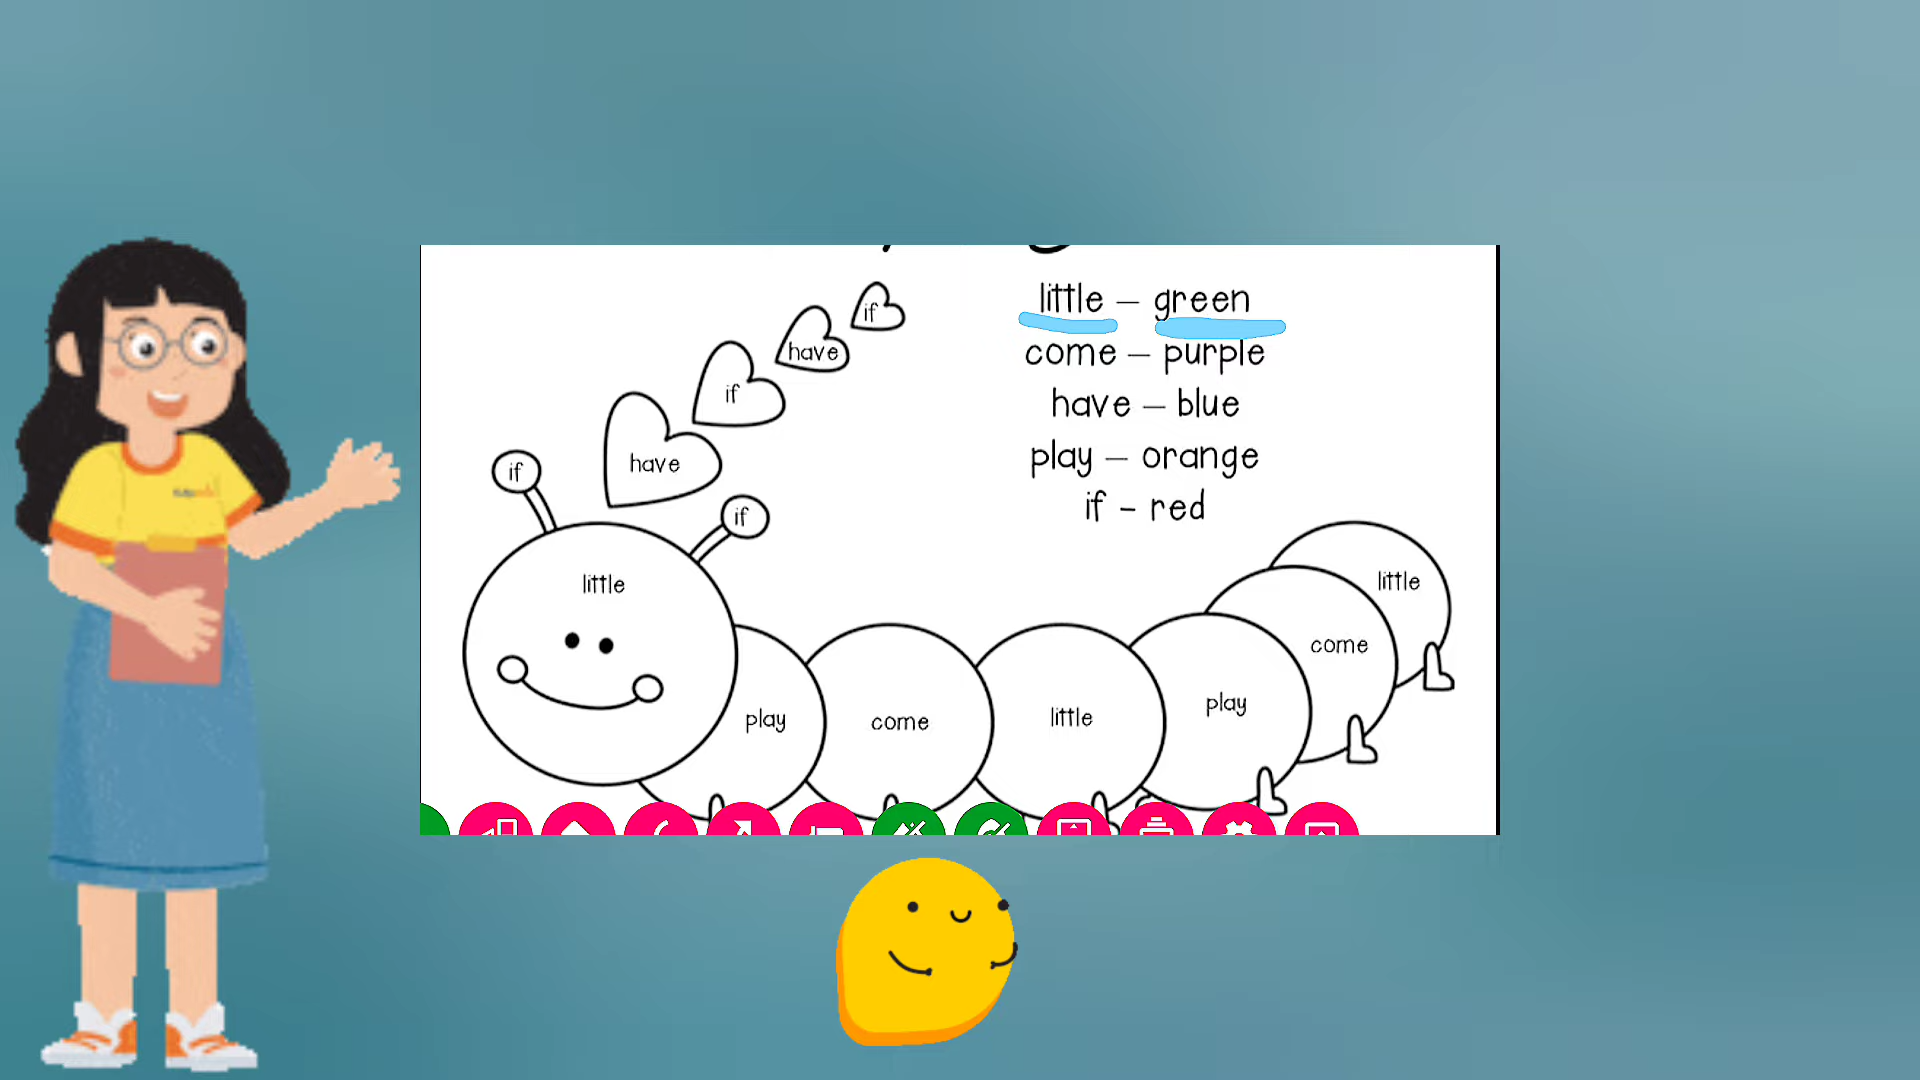 little – green
come – purple
have – blue
play – orange
if – red
if
have
if
have
if
if
little
play
come
little
play
come
little